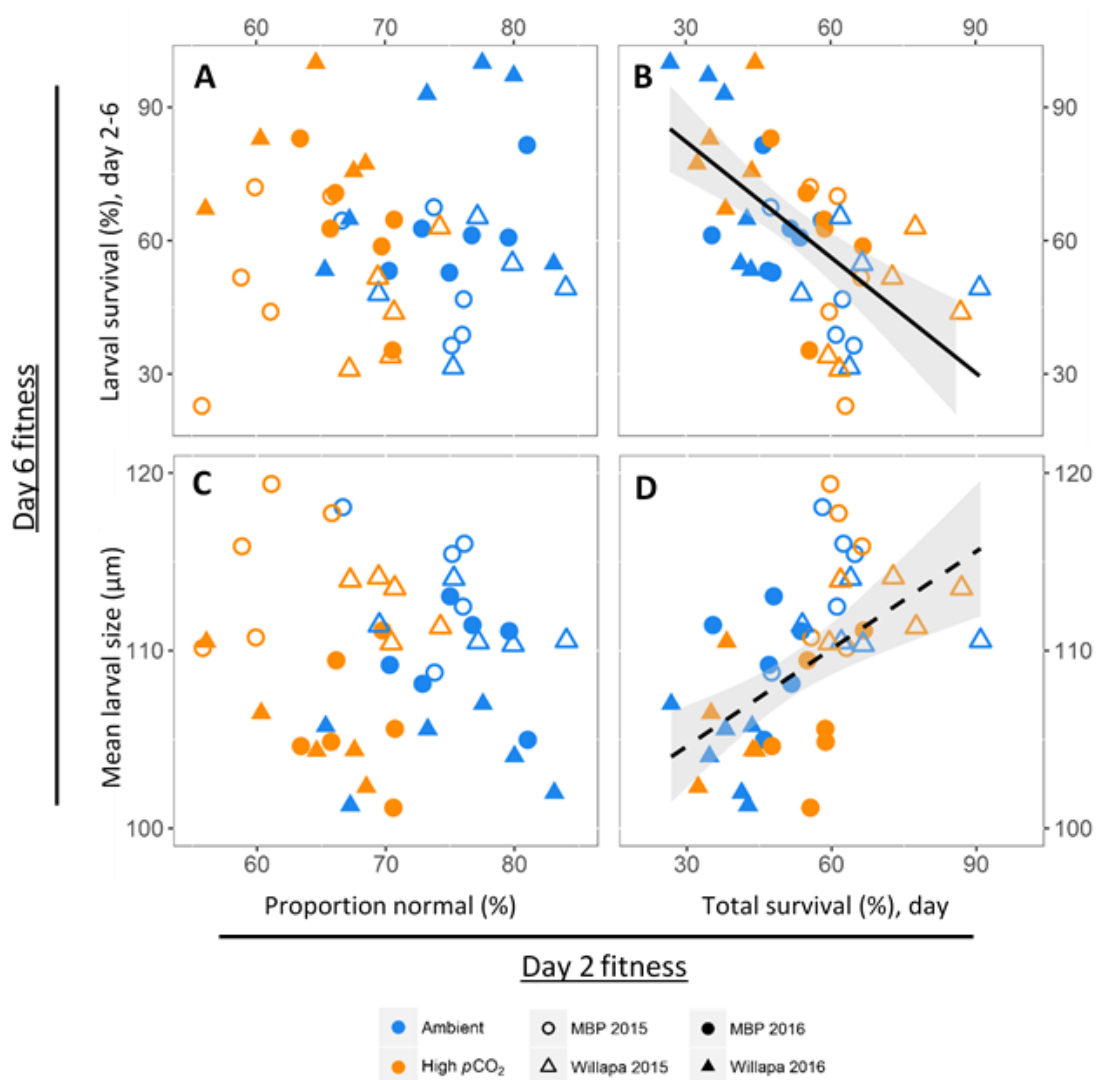 60 70 80 30 60 90
A B
90 60 30
90 60 30
Larval survival (%), day 2-6
Day 6 fitness
C D
120 110 100
120 110 100
Mean larval size (µm)
60 70 80 30 60 90
Proportion normal (%) Total survival (%), day
Day 2 fitness
Ambient MBP 2015 MBP 2016
High pCO₂ Willapa 2015 Willapa 2016